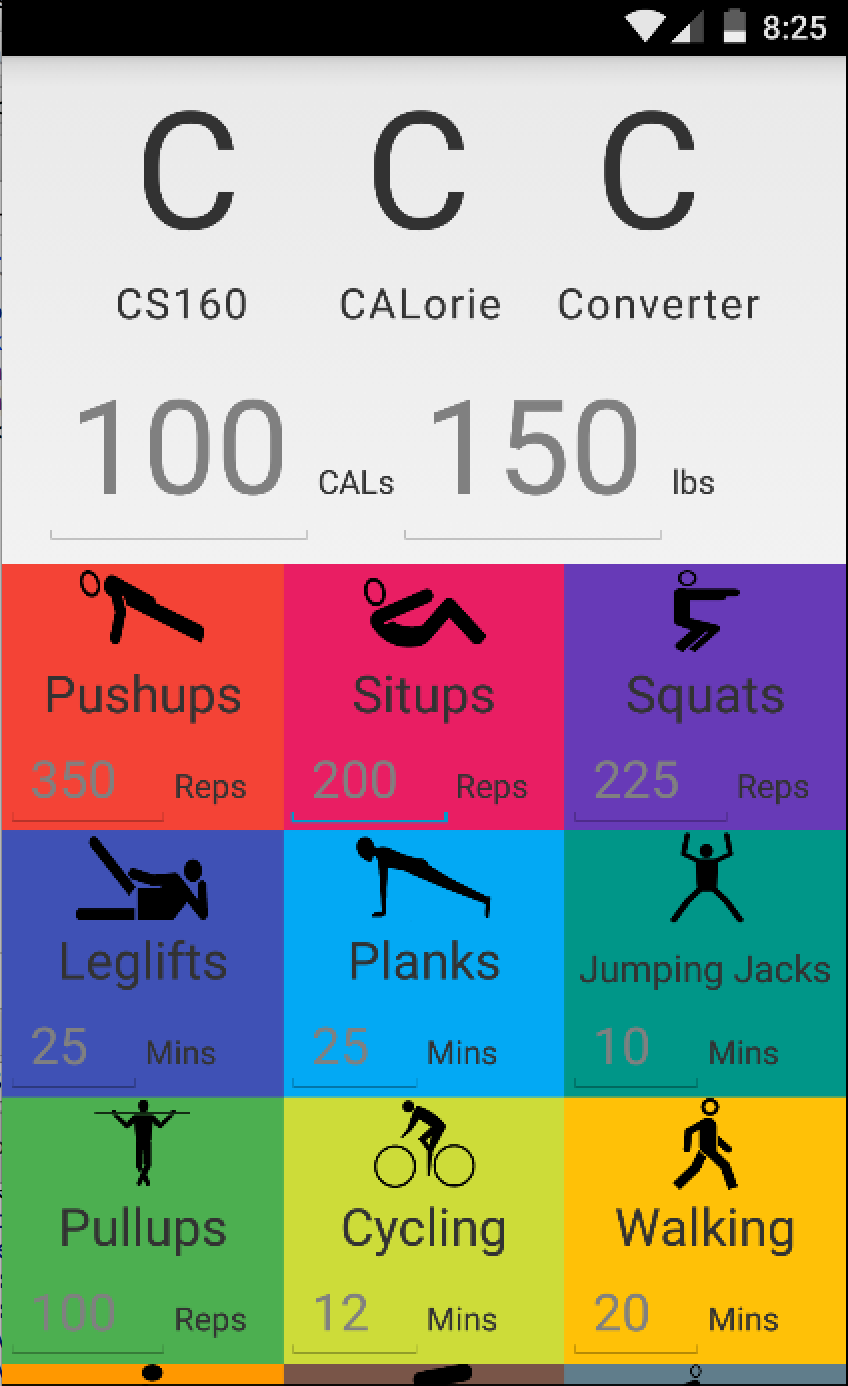 8:25
C C C
CS160 CALorie Converter
100 CALs 150 lbs
Pushups Situps Squats
350 Reps 200 Reps 225 Reps
Leglifts Planks Jumping Jacks
25 Mins 25 Mins 10 Mins
Pullups Cycling Walking
100 Reps 12 Mins 20 Mins